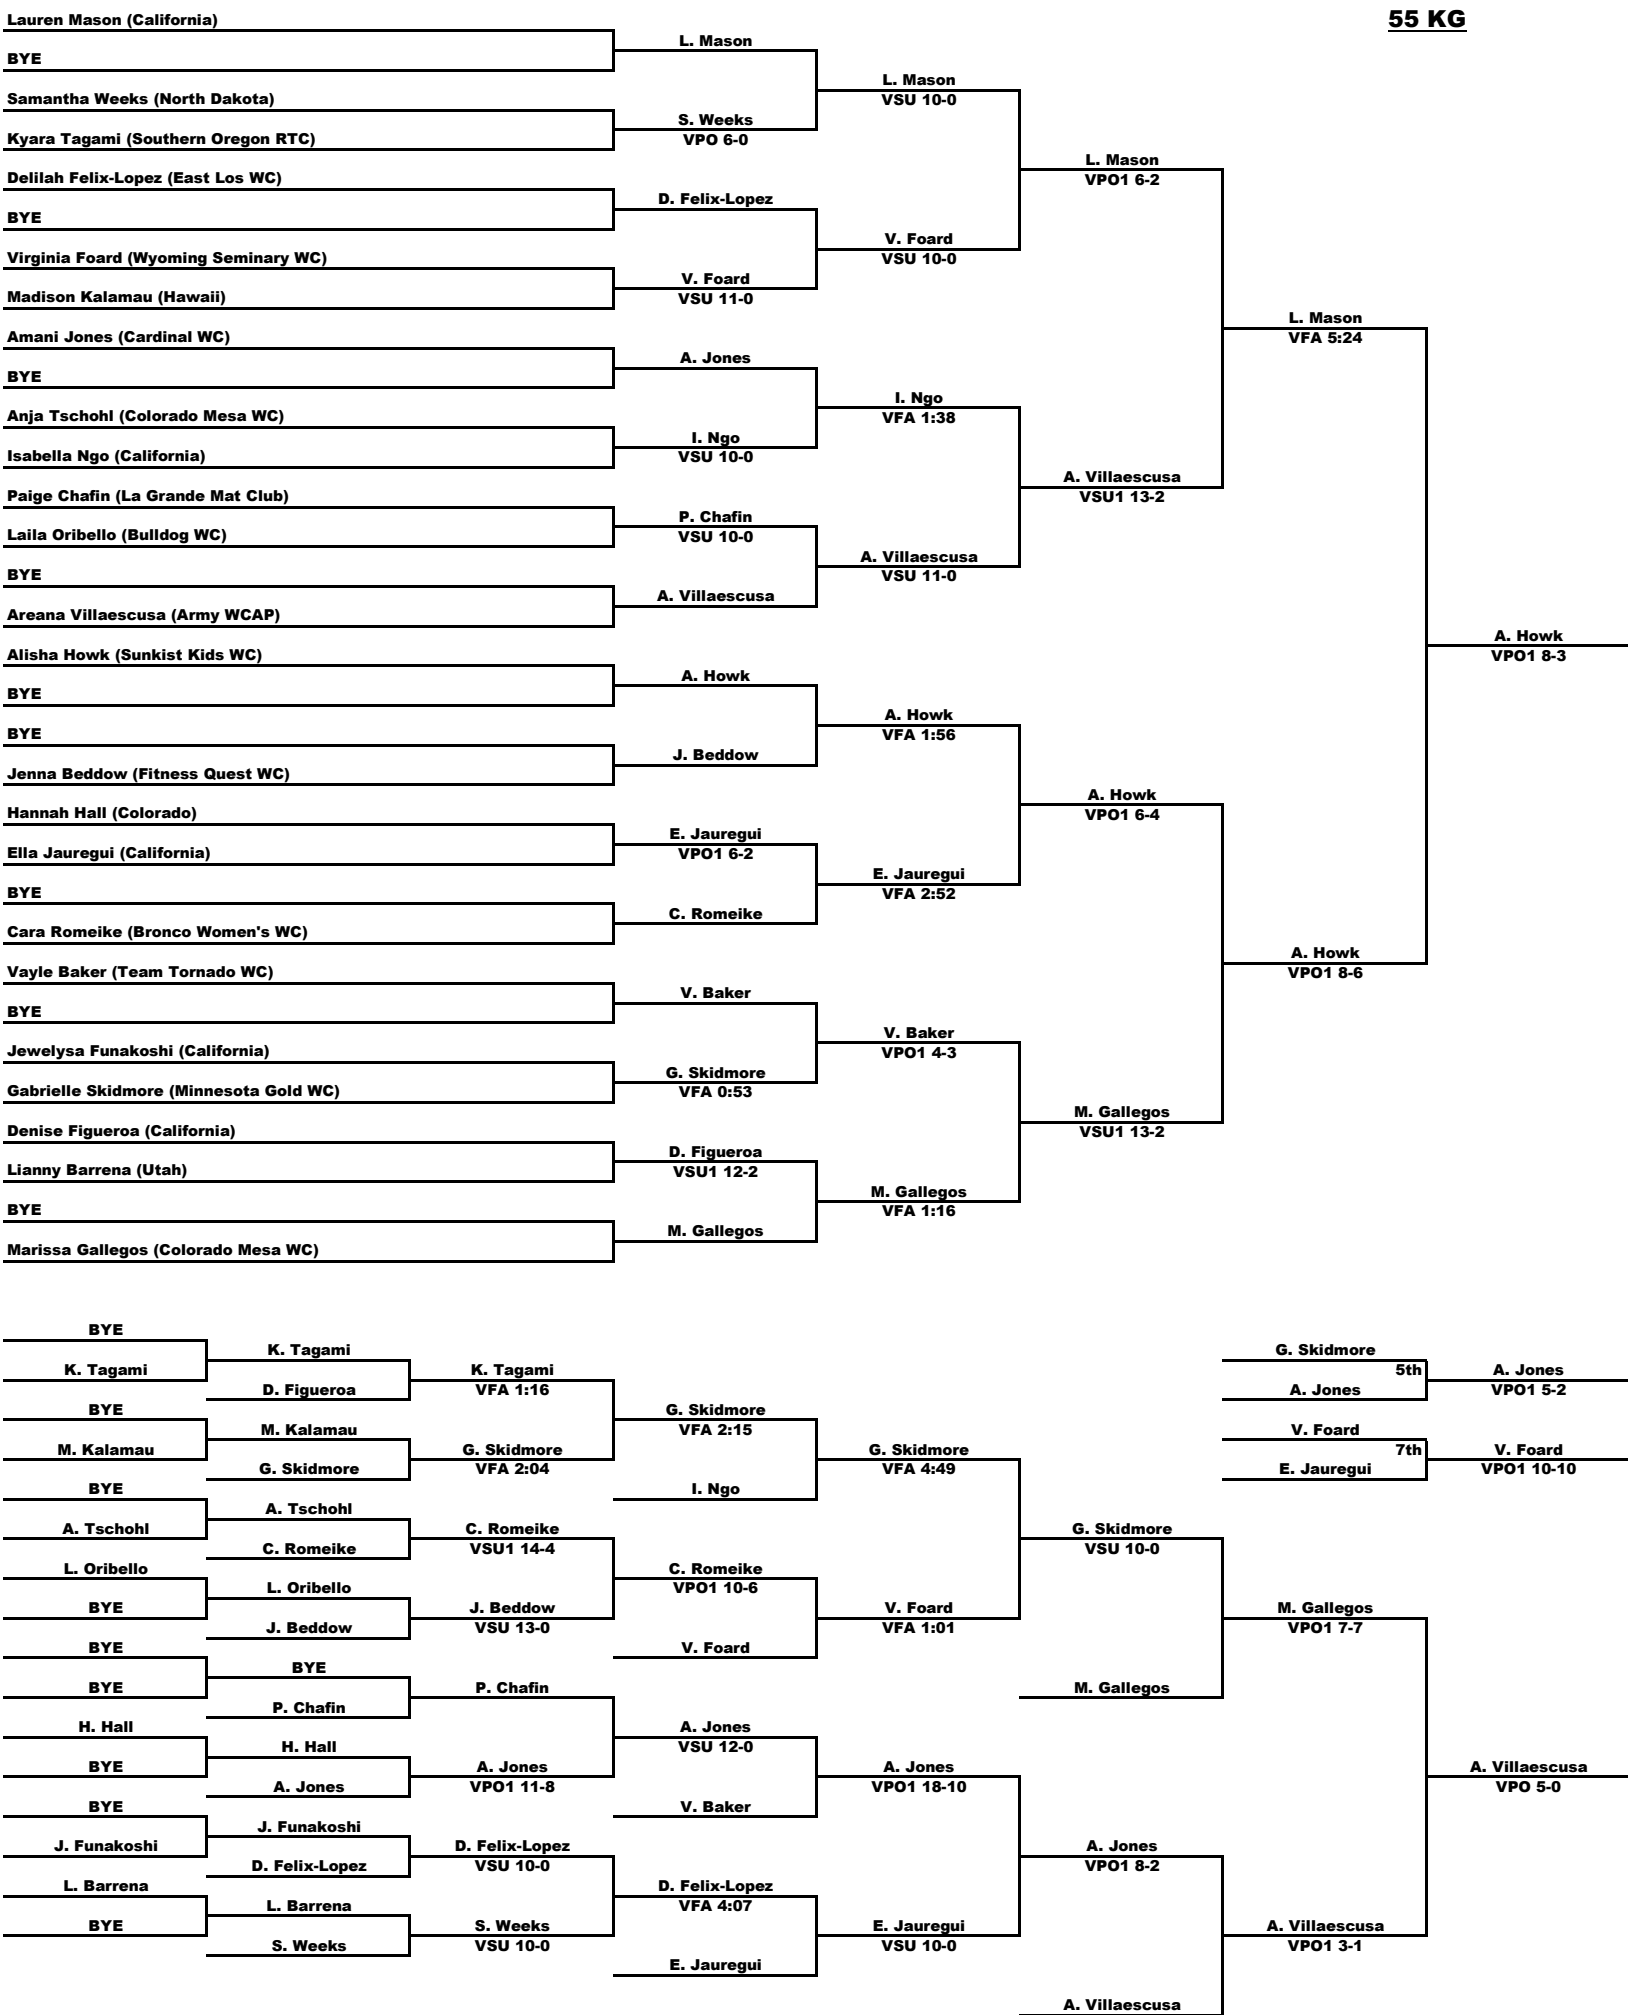 Lauren Mason (California)
55 KG
L. Mason
BYE
L. Mason
Samantha Weeks (North Dakota)
VSU 10-0
S. Weeks
Kyara Tagami (Southern Oregon RTC)
VPO 6-0
L. Mason
Delilah Felix-Lopez (East Los WC)
VPO1 6-2
D. Felix-Lopez
BYE
V. Foard
Virginia Foard (Wyoming Seminary WC)
VSU 10-0
V. Foard
Madison Kalamau (Hawaii)
VSU 11-0
L. Mason
Amani Jones (Cardinal WC)
VFA 5:24
A. Jones
BYE
I. Ngo
Anja Tschohl (Colorado Mesa WC)
VFA 1:38
I. Ngo
Isabella Ngo (California)
VSU 10-0
A. Villaescusa
Paige Chafin (La Grande Mat Club)
VSU1 13-2
P. Chafin
Laila Oribello (Bulldog WC)
VSU 10-0
A. Villaescusa
BYE
VSU 11-0
A. Villaescusa
Areana Villaescusa (Army WCAP)
A. Howk
Alisha Howk (Sunkist Kids WC)
VPO1 8-3
A. Howk
BYE
A. Howk
BYE
VFA 1:56
J. Beddow
Jenna Beddow (Fitness Quest WC)
A. Howk
Hannah Hall (Colorado)
VPO1 6-4
E. Jauregui
Ella Jauregui (California)
VPO1 6-2
E. Jauregui
BYE
VFA 2:52
C. Romeike
Cara Romeike (Bronco Women's WC)
A. Howk
Vayle Baker (Team Tornado WC)
VPO1 8-6
V. Baker
BYE
V. Baker
Jewelysa Funakoshi (California)
VPO1 4-3
G. Skidmore
Gabrielle Skidmore (Minnesota Gold WC)
VFA 0:53
M. Gallegos
Denise Figueroa (California)
VSU1 13-2
D. Figueroa
Lianny Barrena (Utah)
VSU1 12-2
M. Gallegos
BYE
VFA 1:16
M. Gallegos
Marissa Gallegos (Colorado Mesa WC)
BYE
K. Tagami
G. Skidmore
K. Tagami
K. Tagami
5th
A. Jones
D. Figueroa
VFA 1:16
A. Jones
VPO1 5-2
BYE
G. Skidmore
M. Kalamau
VFA 2:15
V. Foard
M. Kalamau
G. Skidmore
G. Skidmore
7th
V. Foard
G. Skidmore
VFA 2:04
VFA 4:49
E. Jauregui
VPO1 10-10
BYE
I. Ngo
A. Tschohl
A. Tschohl
C. Romeike
G. Skidmore
C. Romeike
VSU1 14-4
VSU 10-0
L. Oribello
C. Romeike
L. Oribello
VPO1 10-6
BYE
J. Beddow
V. Foard
M. Gallegos
J. Beddow
VSU 13-0
VFA 1:01
VPO1 7-7
BYE
V. Foard
BYE
BYE
P. Chafin
M. Gallegos
P. Chafin
H. Hall
A. Jones
H. Hall
VSU 12-0
BYE
A. Jones
A. Jones
A. Villaescusa
A. Jones
VPO1 11-8
VPO1 18-10
VPO 5-0
BYE
V. Baker
J. Funakoshi
J. Funakoshi
D. Felix-Lopez
A. Jones
D. Felix-Lopez
VSU 10-0
VPO1 8-2
L. Barrena
D. Felix-Lopez
L. Barrena
VFA 4:07
BYE
S. Weeks
E. Jauregui
A. Villaescusa
S. Weeks
VSU 10-0
VSU 10-0
VPO1 3-1
E. Jauregui
A. Villaescusa